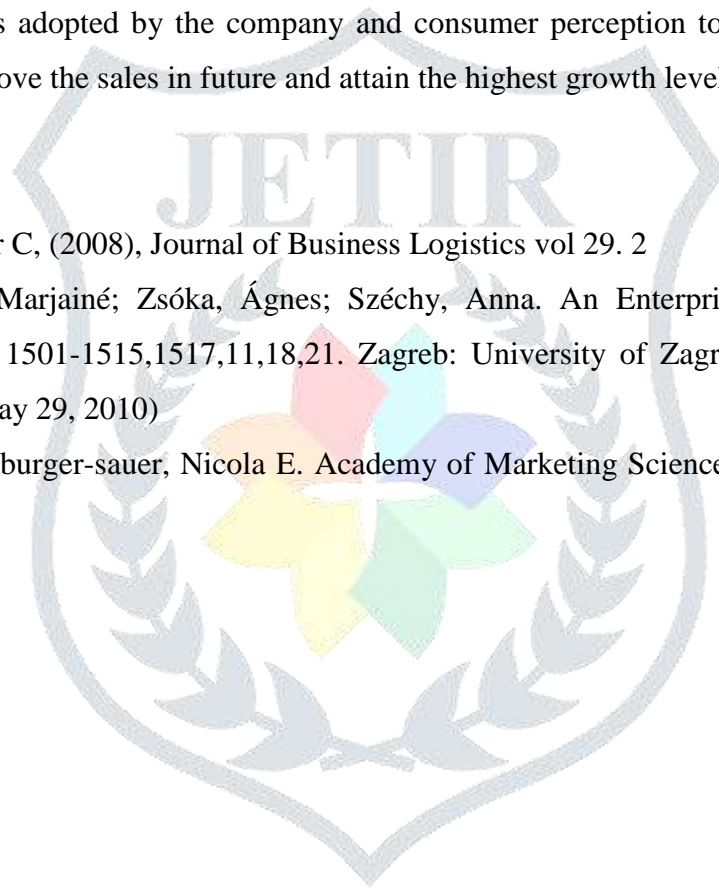 s adopted by the company and consumer perception to
ove the sales in future and attain the highest growth level
JETIR
r C, (2008), Journal of Business Logistics vol 29. 2
Marjainé; Zsóka, Ágnes; Széchy, Anna. An Enterpri
1501-1515,1517,11,18,21. Zagreb: University of Zagr
ay 29, 2010)
burger-sauer, Nicola E. Academy of Marketing Science